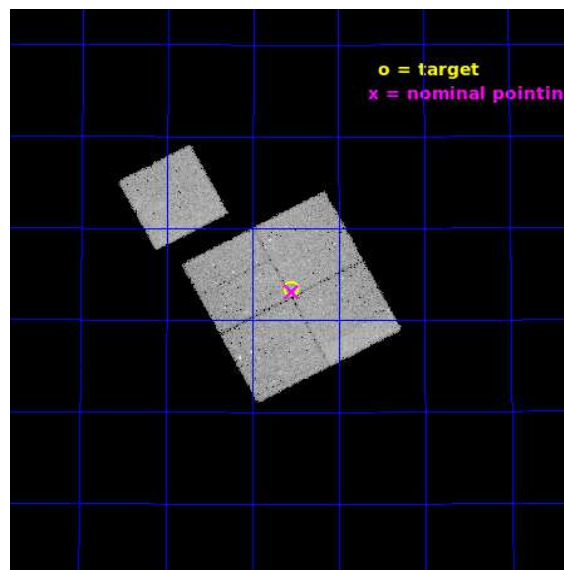 o = target
x = nominal pointin